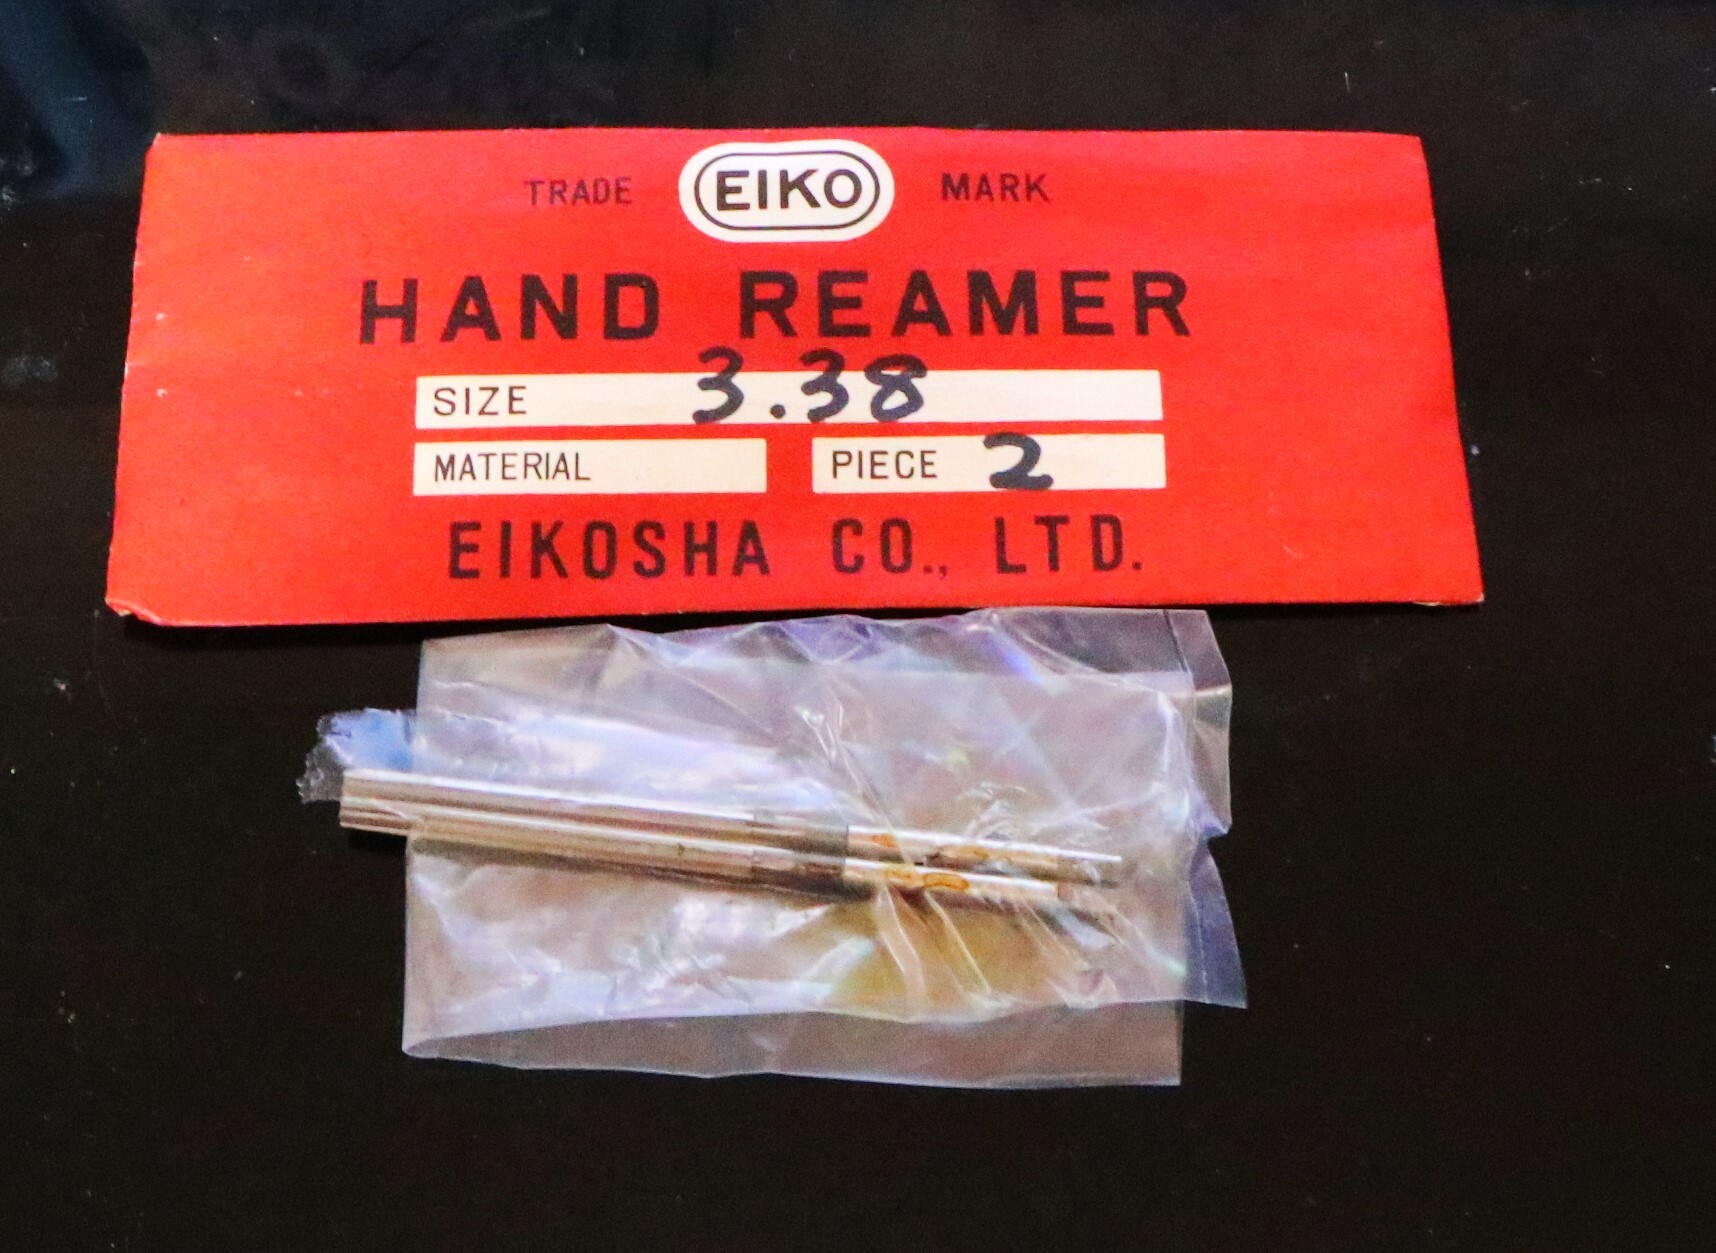 TRADE EIKO MARK
HAND REAMER
SIZE 3.38
MATERIAL PIECE 2
EIKOSHA CO., LTD.